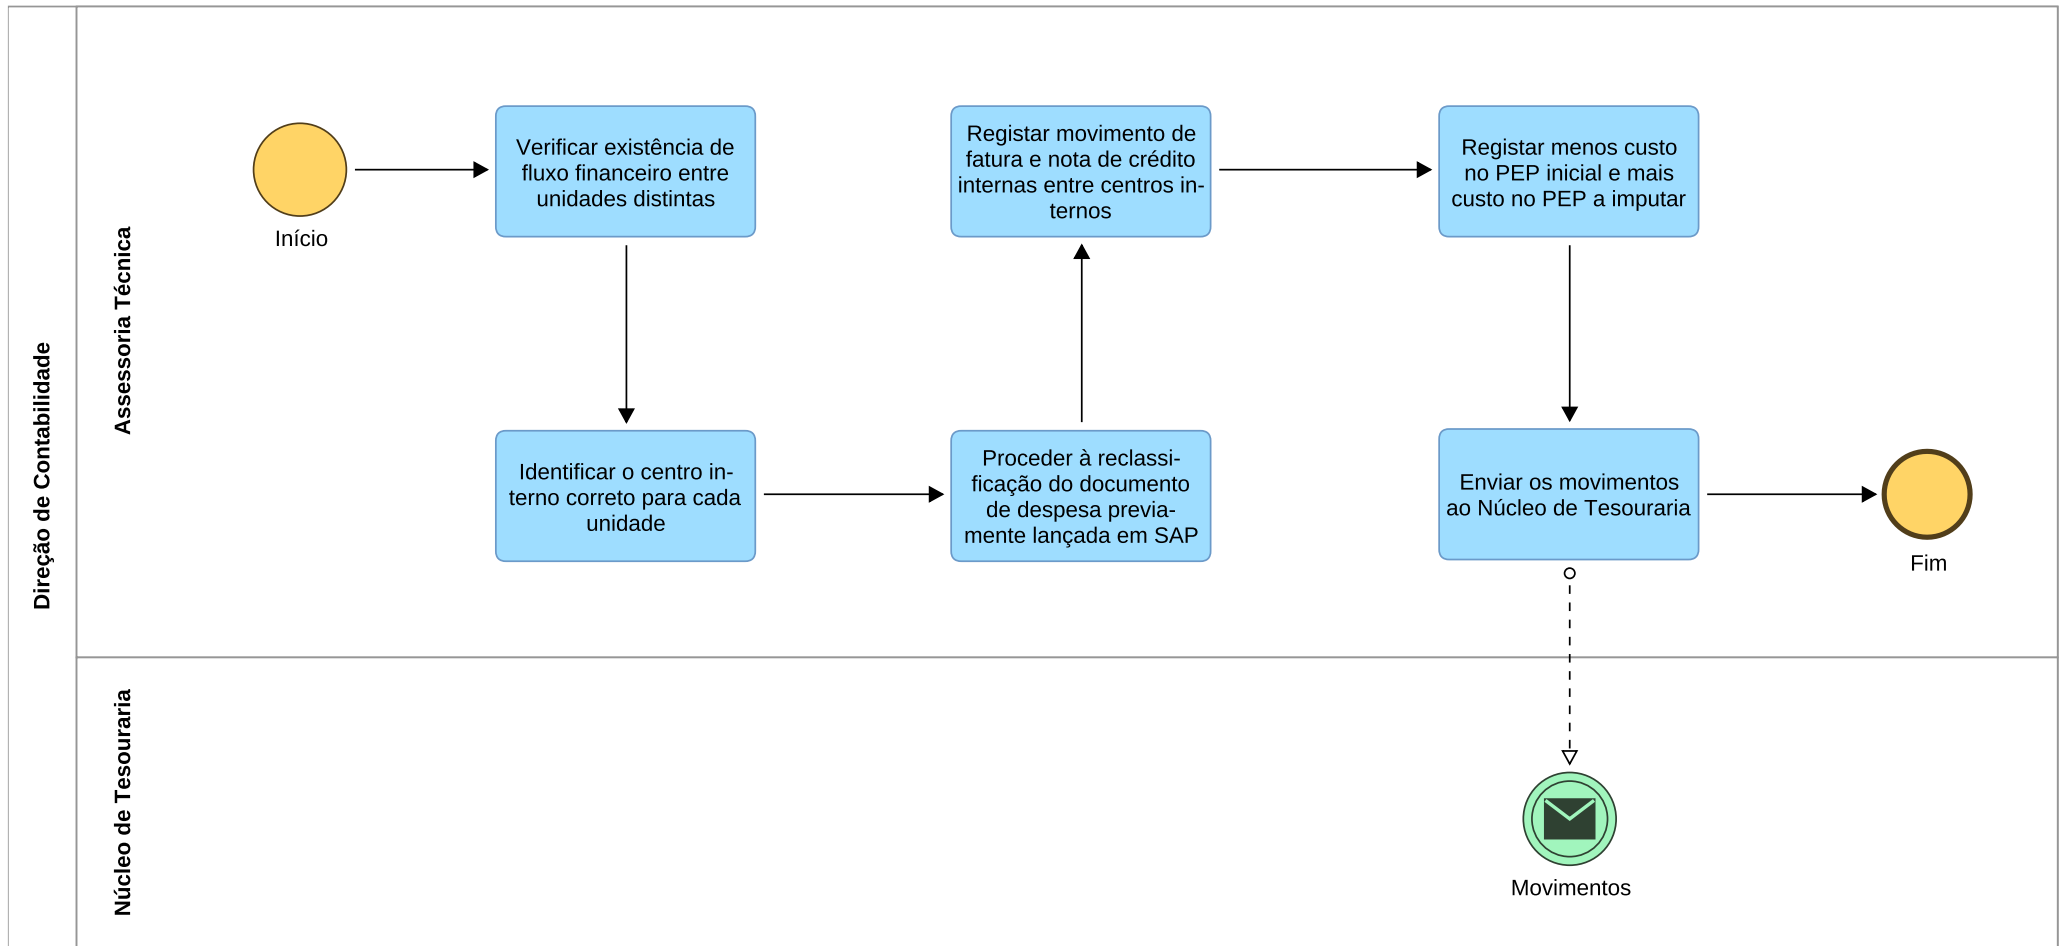 Direção de Contabilidade
Assessoria Técnica
Início
Verificar existência de
fluxo financeiro entre
unidades distintas
Identificar o centro in-
terno correto para cada
unidade
Proceder à reclassi-
ficação do documento
de despesa previa-
mente lançada em SAP
Registar movimento de
fatura e nota de crédito
internas entre centros in-
ternos
Registar menos custo
no PEP inicial e mais
custo no PEP a imputar
Enviar os movimentos
ao Núcleo de Tesouraria
Fim
Núcleo de Tesouraria
Movimentos